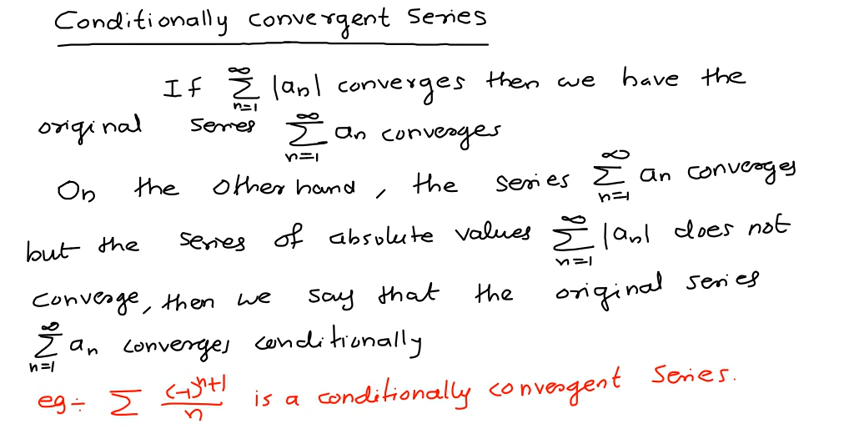 Conditionally convergent series
If ∞ Σ n=1 |an| converges then we have the
original series ∞ Σ n=1 an converges
On the other hand, the series ∞ Σ n=1 an converges
but the series of absolute values ∞ Σ n=1 |an| does not
converge, then we say that the original series
∞ Σ n=1 an converges conditionally
eg÷ Σ (-1)^n+1 / n is a conditionally convergent series.